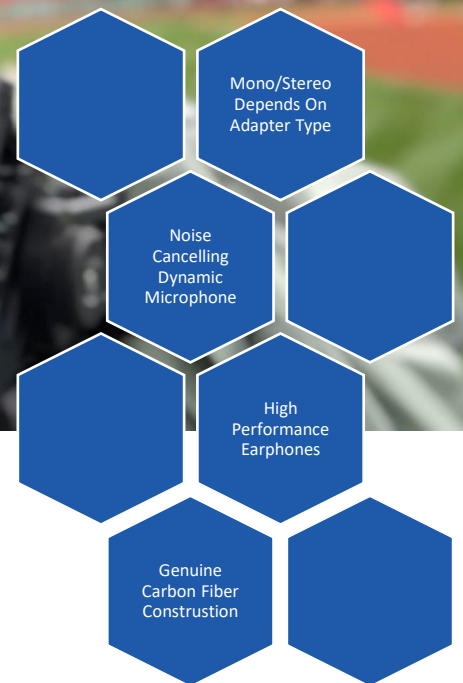 Mono/Stereo
Depends On
Adapter Type
Noise
Cancelling
Dynamic
Microphone
High
Performance
Earphones
Genuine
Carbon Fiber
Construstion